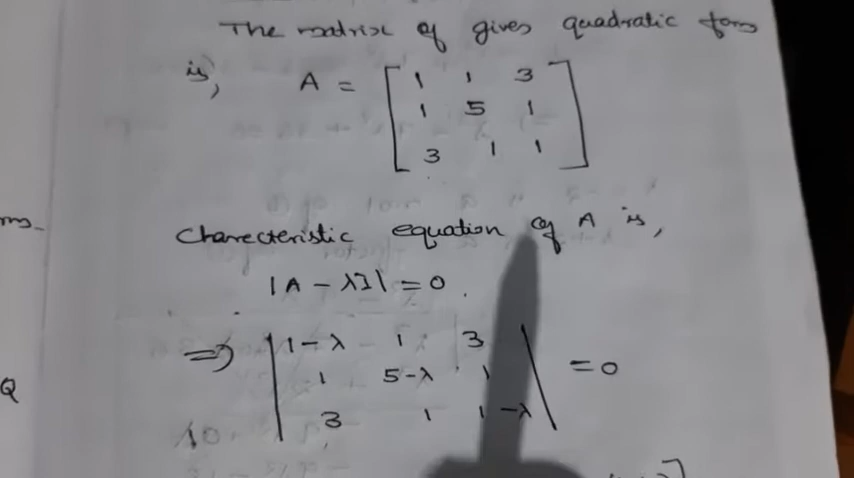 The matrix of given quadratic form
is, A = [ 1 1 3
1 5 1
3 1 1 ]
ms.
Charecteristic equation of A is,
|A - λI| = 0.
=> | 1-λ 1 3
1 5-λ 1
3 1 1-λ | = 0
Q